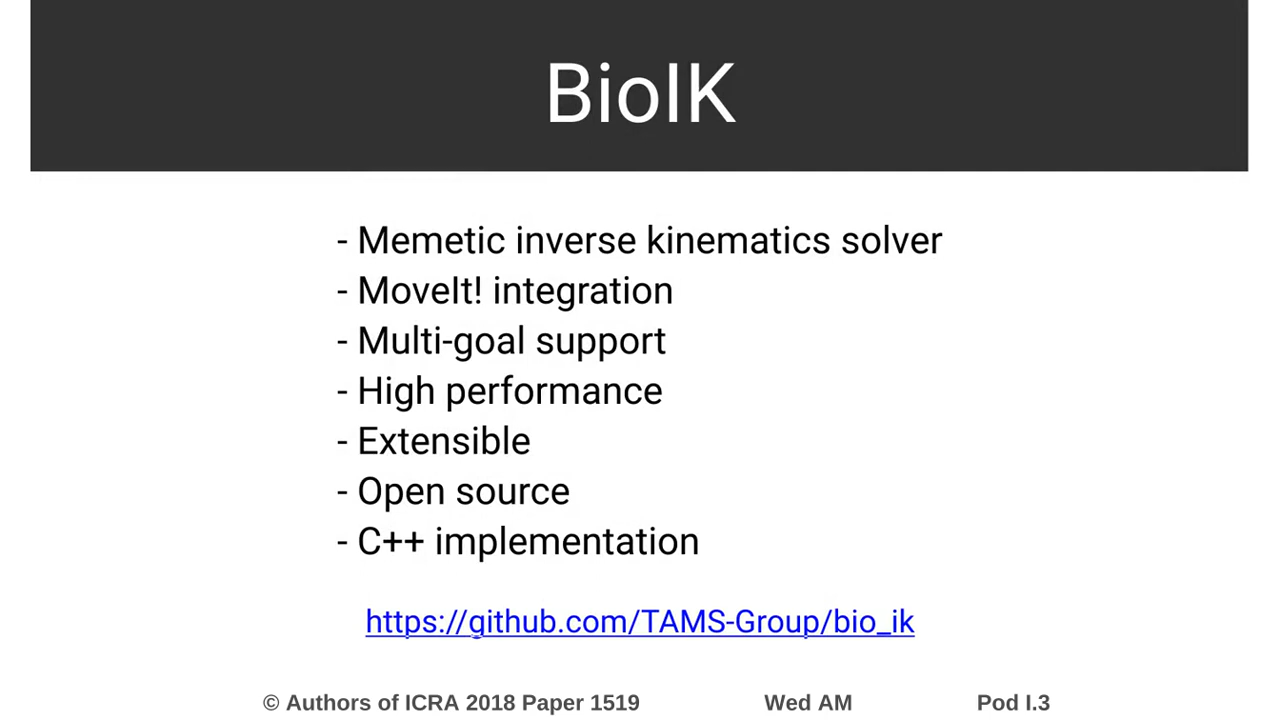 BioIK
- Memetic inverse kinematics solver
- MoveIt! integration
- Multi-goal support
- High performance
- Extensible
- Open source
- C++ implementation
https://github.com/TAMS-Group/bio_ik
© Authors of ICRA 2018 Paper 1519 Wed AM Pod I.3